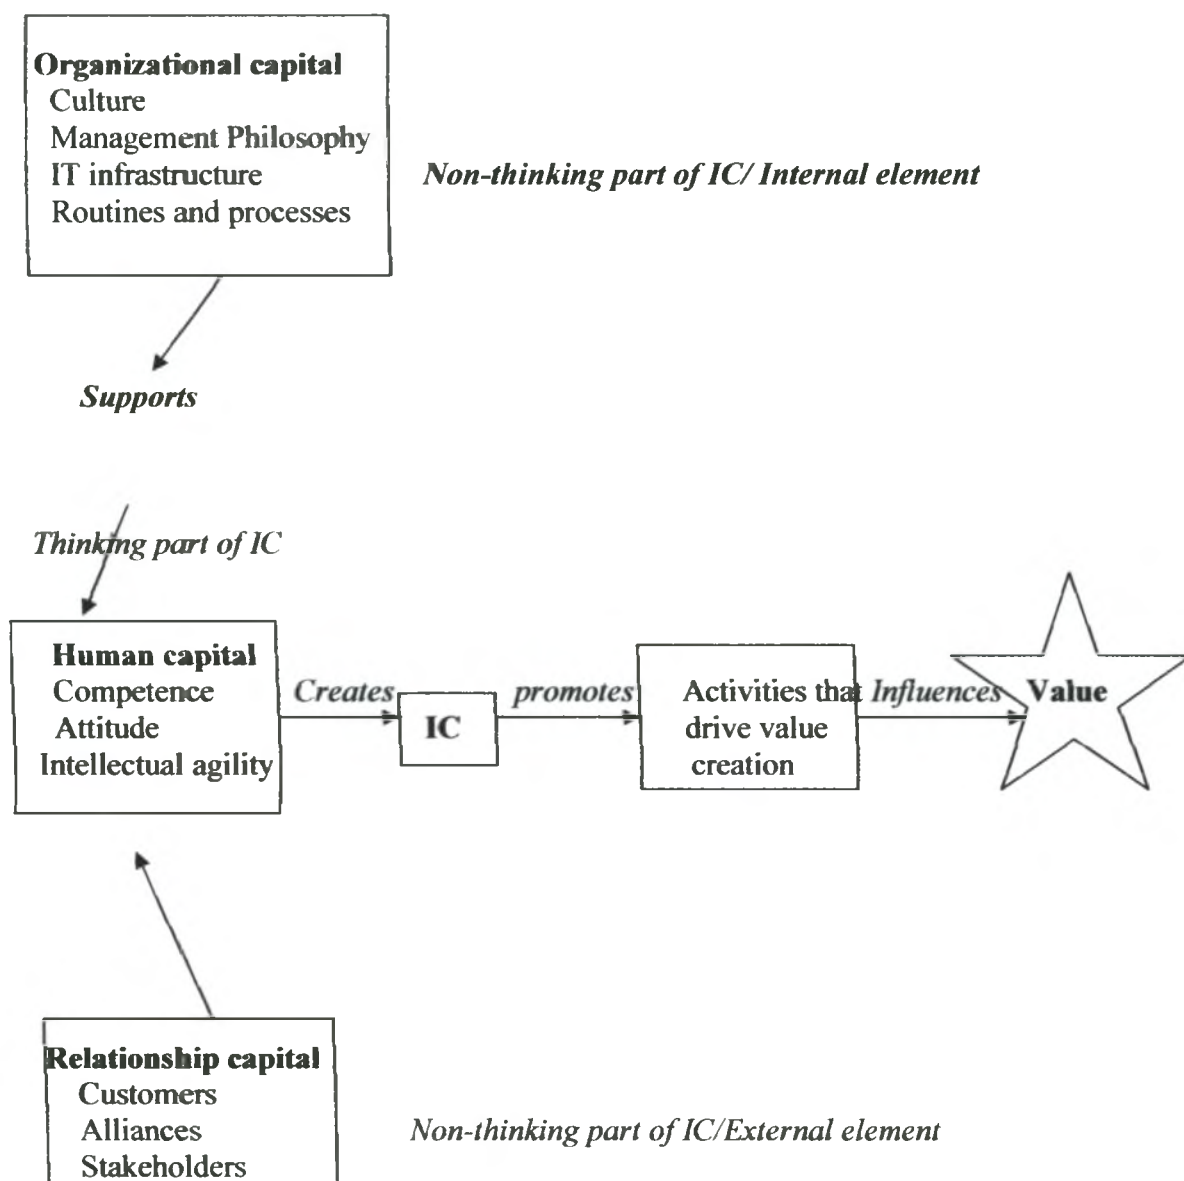 Organizational capital
Culture
Management Philosophy
IT infrastructure
Routines and processes
Non-thinking part of IC/ Internal element
Supports
Thinking part of IC
Human capital
Competence
Attitude
Intellectual agility
Creates
IC
promotes
Activities that
drive value
creation
Influences
Value
Relationship capital
Customers
Alliances
Stakeholders
Non-thinking part of IC/External element